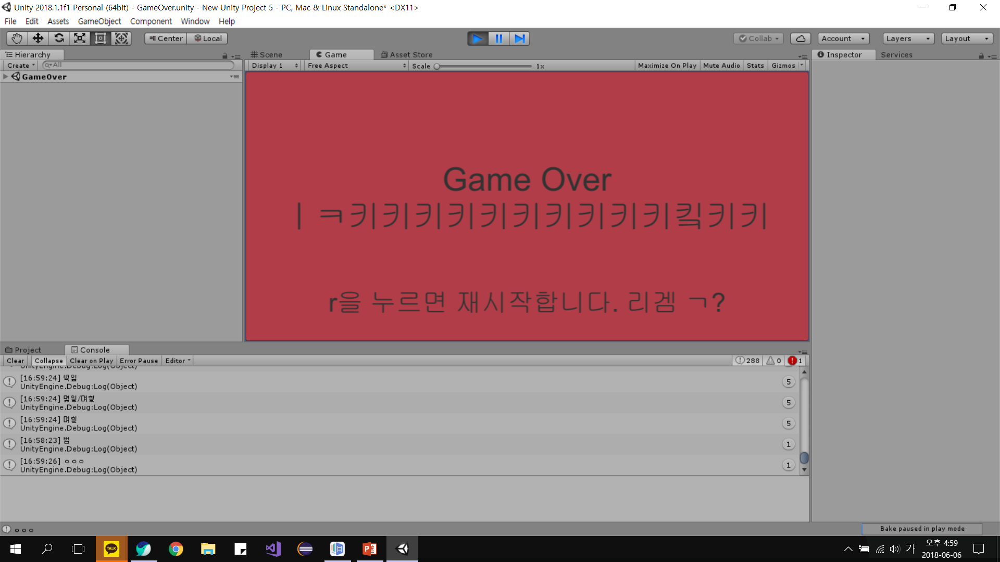 Unity 2018.1.1f1 Personal (64bit) - GameOver.unity - New Unity Project 5 - PC, Mac & Linux Standalone* <DX11>
File Edit Assets GameObject Component Window Help
Center Local
Collab Account Layers Layout
Hierarchy
Scene Game Asset Store
Inspector Services
Create All
Display 1 Free Aspect Scale 1x Maximize On Play Mute Audio Stats Gizmos
GameOver
Game Over
ㅣㅋ키키키키키키키키키키킼키키
r을 누르면 재시작합니다. 리겜 ㄱ?
Project Console
Clear Collapse Clear on Play Error Pause Editor 288 0 1
UnityEngine.Debug:Log(Object)
[16:59:24] 떡잎
UnityEngine.Debug:Log(Object) 5
[16:59:24] 몇일/며칠
UnityEngine.Debug:Log(Object) 5
[16:59:24] 며칠
UnityEngine.Debug:Log(Object) 5
[16:58:23] 범
UnityEngine.Debug:Log(Object) 1
[16:59:26] ㅇㅇㅇ
UnityEngine.Debug:Log(Object) 1
ㅇㅇㅇ
Bake paused in play mode
TALK
가
오후 4:59
2018-06-06